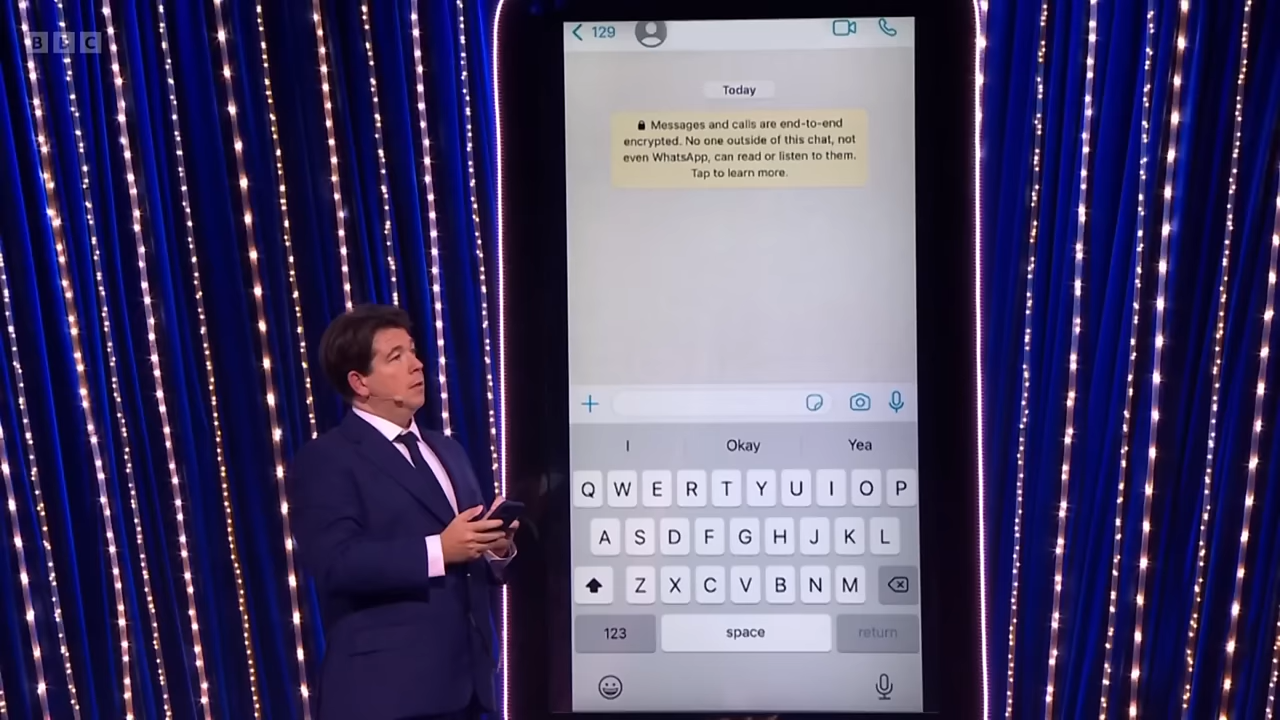 BBC
129
Today
Messages and calls are end-to-end
encrypted. No one outside of this chat, not
even WhatsApp, can read or listen to them.
Tap to learn more.
I Okay Yea
Q W E R T Y U I O P
A S D F G H J K L
Z X C V B N M
123 space return